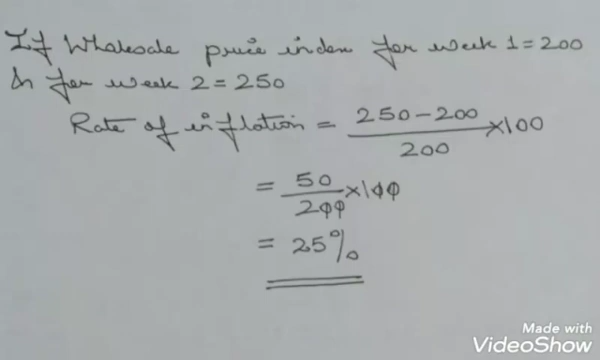 If Wholesale price index for week 1 = 200
& for week 2 = 250
Rate of inflation = 250 - 200 / 200 × 100
= 50 / 200 × 100
= 25%
Made with
VideoShow